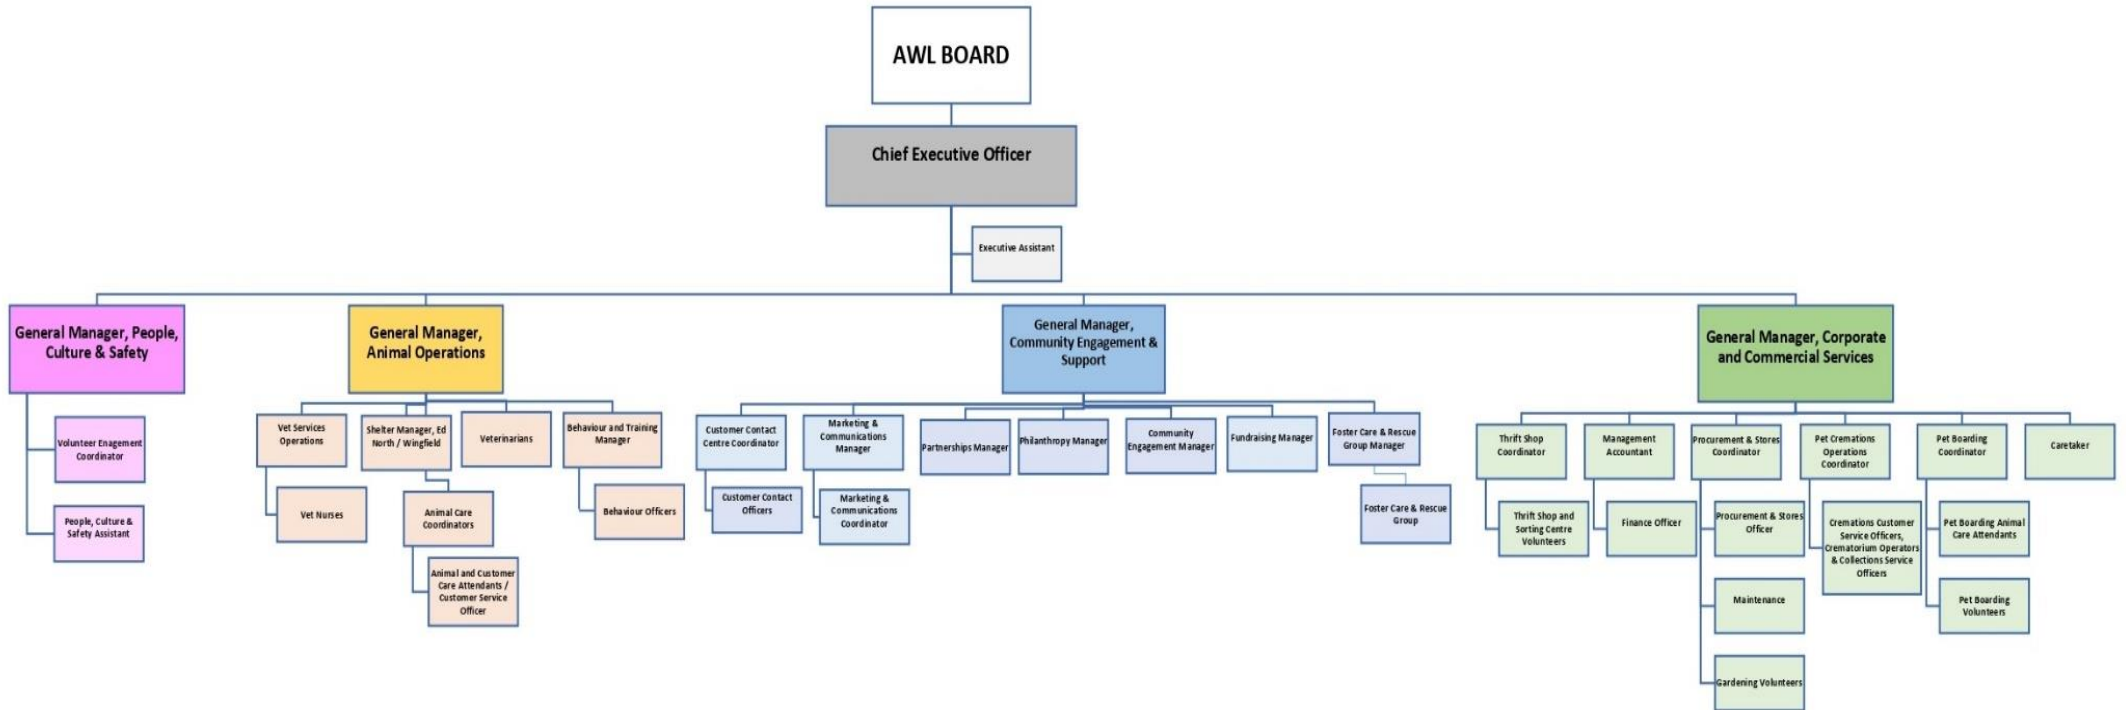 AWL BOARD
Chief Executive Officer
Executive Assistant
General Manager, People,
Culture & Safety
General Manager,
Animal Operations
General Manager,
Community Engagement &
Support
General Manager, Corporate
and Commercial Services
Volunteer Enagement
Coordinator
People, Culture &
Safety Assistant
Vet Services
Operations
Vet Nurses
Shelter Manager, Ed
North / Wingfield
Animal Care
Coordinators
Animal and Customer
Care Attendants /
Customer Service
Officer
Veterinarians
Behaviour and Training
Manager
Behaviour Officers
Customer Contact
Centre Coordinator
Customer Contact
Officers
Marketing &
Communications
Manager
Marketing &
Communications
Coordinator
Partnerships Manager
Philanthropy Manager
Community
Engagement Manager
Fundraising Manager
Foster Care & Rescue
Group Manager
Foster Care & Rescue
Group
Thrift Shop
Coordinator
Thrift Shop and
Sorting Centre
Volunteers
Management
Accountant
Finance Officer
Procurement & Stores
Coordinator
Procurement & Stores
Officer
Maintenance
Gardening Volunteers
Pet Cremations
Operations
Coordinator
Cremations Customer
Service Officers,
Crematorium Operators
& Collections Service
Officers
Pet Boarding
Coordinator
Pet Boarding Animal
Care Attendants
Pet Boarding
Volunteers
Caretaker